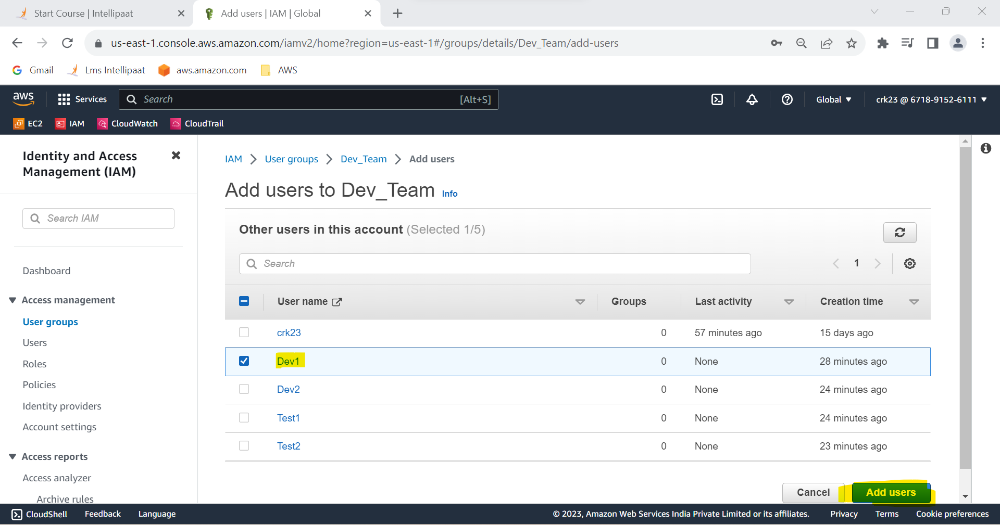 Start Course | Intellipaat
Add users | IAM | Global
us-east-1.console.aws.amazon.com/iamv2/home?region=us-east-1#/groups/details/Dev_Team/add-users
Gmail
Lms Intellipaat
aws.amazon.com
AWS
aws
Services
Search
[Alt+S]
Global
crk23 @ 6718-9152-6111
EC2
IAM
CloudWatch
CloudTrail
Identity and Access
Management (IAM)
Search IAM
Dashboard
Access management
User groups
Users
Roles
Policies
Identity providers
Account settings
Access reports
Access analyzer
Archive rules
IAM > User groups > Dev_Team > Add users
Add users to Dev_Team Info
Other users in this account (Selected 1/5)
Search
1
User name Groups Last activity Creation time
crk23 0 57 minutes ago 15 days ago
Dev1 0 None 28 minutes ago
Dev2 0 None 24 minutes ago
Test1 0 None 24 minutes ago
Test2 0 None 23 minutes ago
Cancel
Add users
CloudShell
Feedback
Language
© 2023, Amazon Web Services India Private Limited or its affiliates.
Privacy
Terms
Cookie preferences